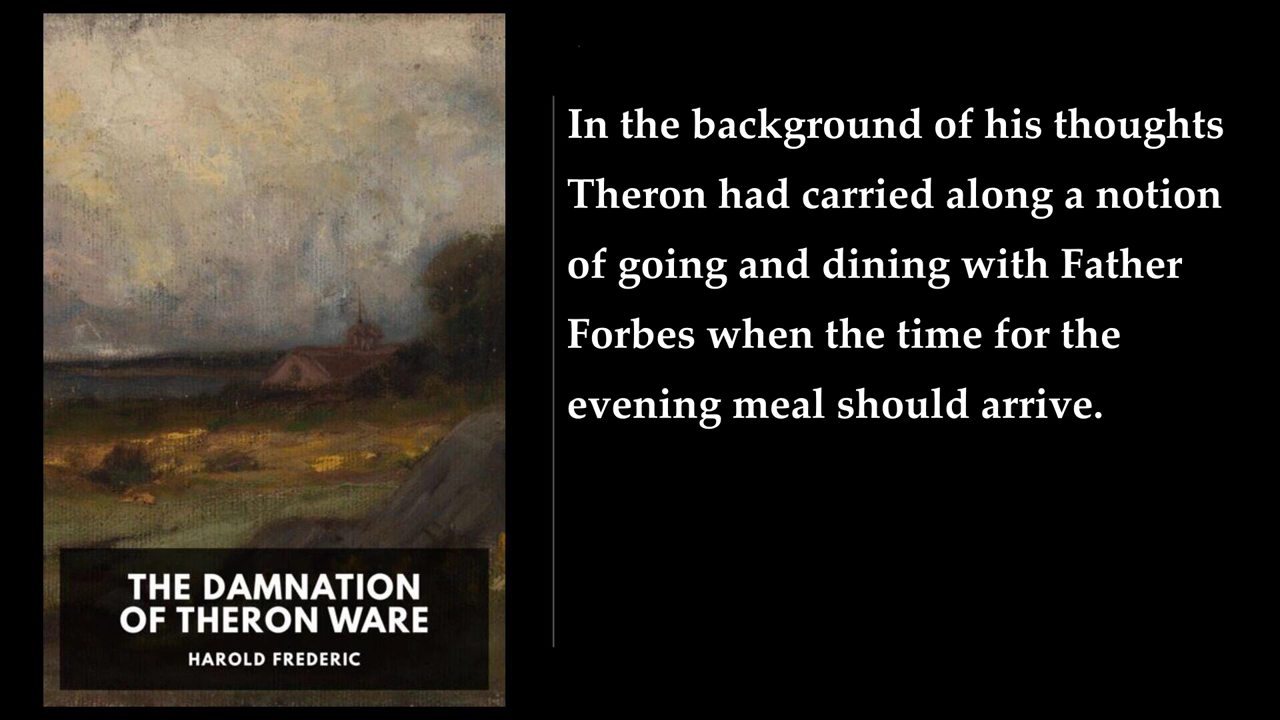 THE DAMNATION
OF THERON WARE
HAROLD FREDERIC
In the background of his thoughts
Theron had carried along a notion
of going and dining with Father
Forbes when the time for the
evening meal should arrive.